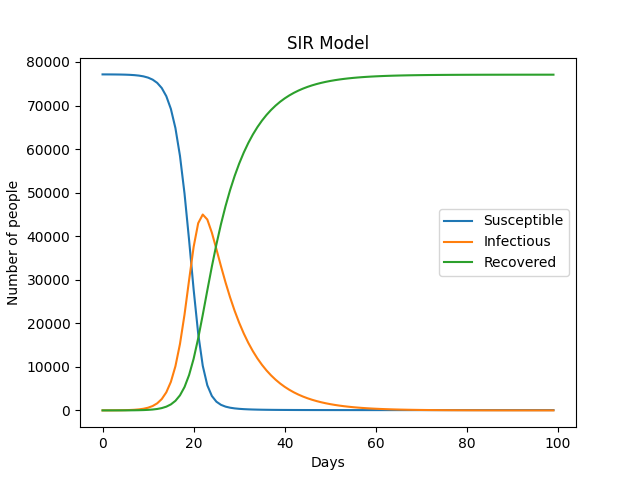 SIR Model
Number of people
80000
70000
60000
50000
40000
30000
20000
10000
0
0 20 40 60 80 100
Days
Susceptible
Infectious
Recovered